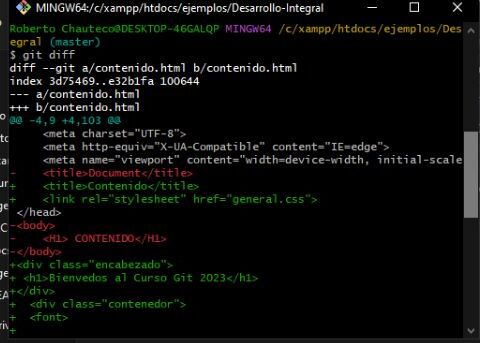 MINGW64:/c/xampp/htdocs/ejemplos/Desarrollo-Integral
Roberto Chauteco@DESKTOP-46GALQP MINGW64 /c/xampp/htdocs/ejemplos/Des
egral (master)
$ git diff
diff --git a/contenido.html b/contenido.html
index 3d75469..e32b1fa 100644
--- a/contenido.html
+++ b/contenido.html
@@ -4,9 +4,103 @@
    <meta charset="UTF-8">
    <meta http-equiv="X-UA-Compatible" content="IE=edge">
    <meta name="viewport" content="width=device-width, initial-scale
-    <title>Document</title>
+    <title>Contenido</title>
+    <link rel="stylesheet" href="general.css">
 </head>
-<body>
-    <H1> CONTENIDO</H1>
-</body>
+<div class="encabezado">
+ <h1>Bienvedos al Curso Git 2023</h1>
+</div>
+  <div class="contenedor">
+  <font>
+